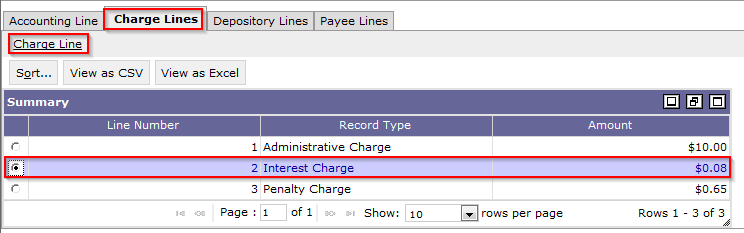 Accounting Line Charge Lines Depository Lines Payee Lines
Charge Line
Sort... View as CSV View as Excel
Summary
Line Number Record Type Amount
1 Administrative Charge $10.00
2 Interest Charge $0.08
3 Penalty Charge $0.65
Page : 1 of 1 Show: 10 rows per page Rows 1 - 3 of 3